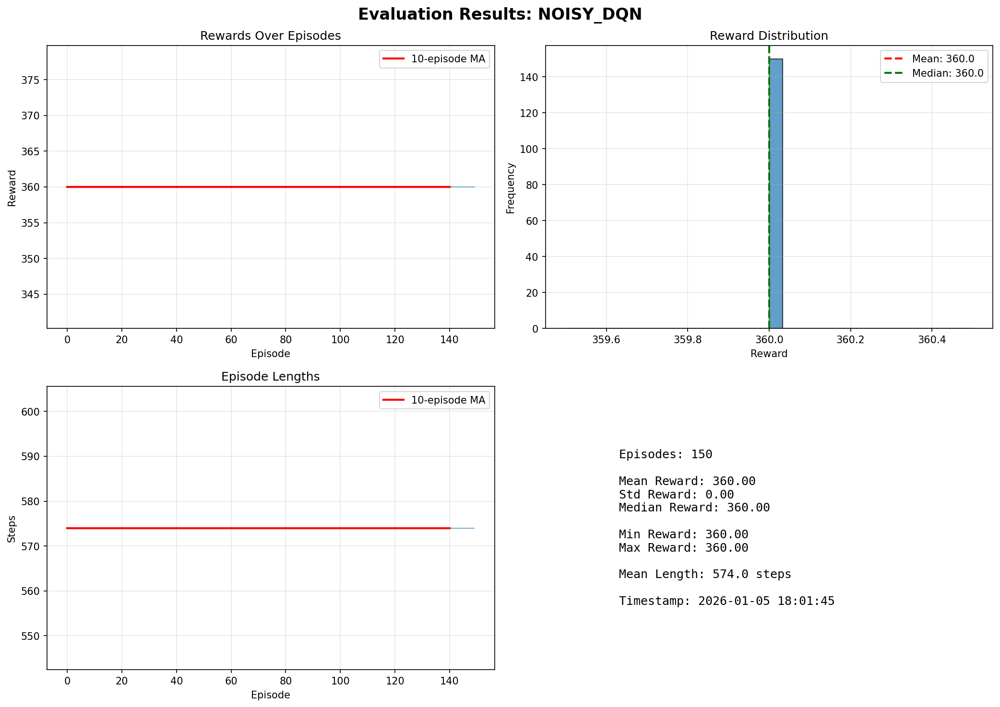 Evaluation Results: NOISY_DQN
Rewards Over Episodes
10-episode MA
Reward
375
370
365
360
355
350
345
0 20 40 60 80 100 120 140
Episode
Reward Distribution
Mean: 360.0
Median: 360.0
Frequency
140
120
100
80
60
40
20
0
359.6 359.8 360.0 360.2 360.4
Reward
Episode Lengths
10-episode MA
Steps
600
590
580
570
560
550
0 20 40 60 80 100 120 140
Episode
Episodes: 150
Mean Reward: 360.00
Std Reward: 0.00
Median Reward: 360.00
Min Reward: 360.00
Max Reward: 360.00
Mean Length: 574.0 steps
Timestamp: 2026-01-05 18:01:45